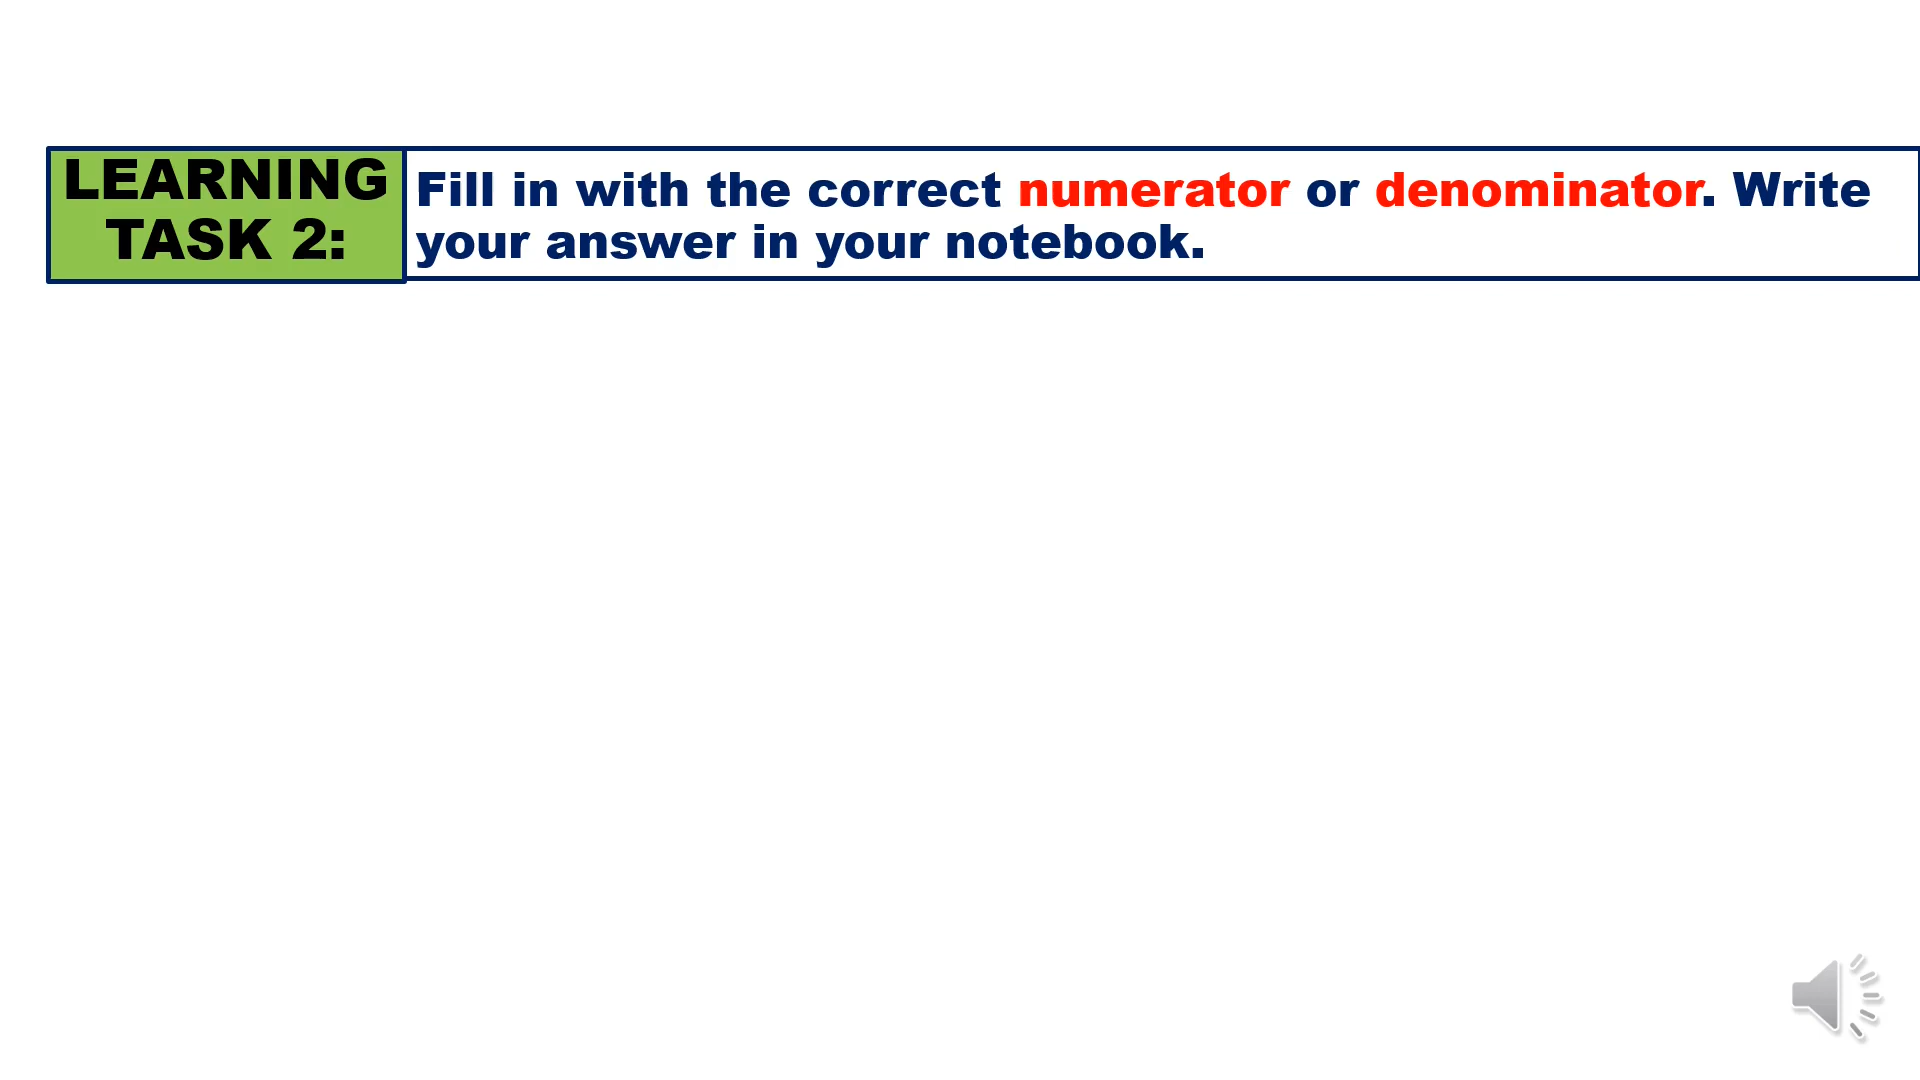 LEARNING
TASK 2:
Fill in with the correct numerator or denominator. Write
your answer in your notebook.